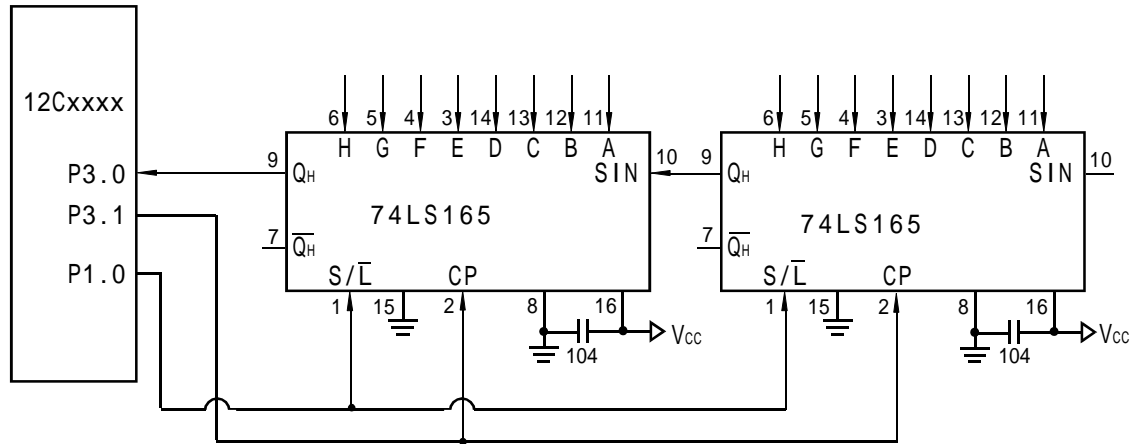 12Cxxxx
P3.0
P3.1
P1.0
6 5 4 3 14 13 12 11
H G F E D C B A
9 QH SIN 10
74LS165
7 Q̅H̅
S/L̅ CP
1 15 2 8 16
104 VCC
6 5 4 3 14 13 12 11
H G F E D C B A
9 QH SIN 10
74LS165
7 Q̅H̅
S/L̅ CP
1 15 2 8 16
104 VCC